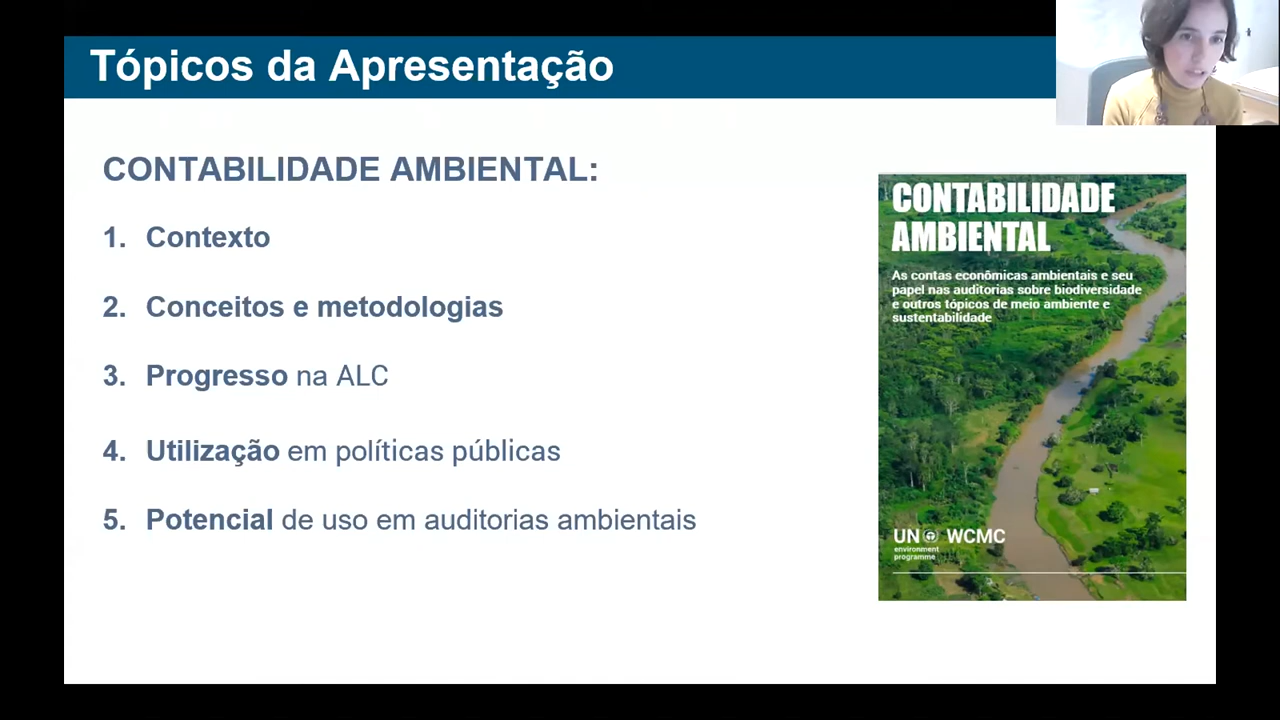 Tópicos da Apresentação
CONTABILIDADE AMBIENTAL:
1. Contexto
2. Conceitos e metodologias
3. Progresso na ALC
4. Utilização em políticas públicas
5. Potencial de uso em auditorias ambientais
CONTABILIDADE
AMBIENTAL
As contas econômicas ambientais e seu
papel nas auditorias sobre biodiversidade
e outros tópicos de meio ambiente e
sustentabilidade
UN WCMC
environment
programme